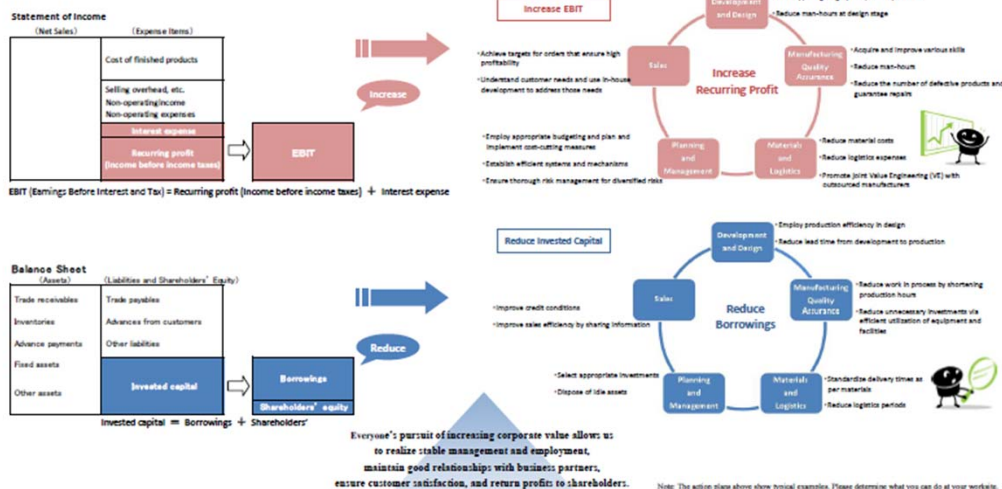 Statement of Income
(Net Sales)
(Expense Items)
Cost of finished products
Selling overhead, etc.
Non-operating income
Non-operating expenses
Interest expense
Recurring profit
(Income before income taxes)
EBIT
EBIT (Earnings Before Interest and Tax) = Recurring profit (Income before income taxes) + Interest expense
Increase
Increase EBIT
Development
and Design
・Reduce man-hours at design stage
Sales
・Achieve targets for orders that ensure high
profitability
・Understand customer needs and use in-house
development to address those needs
Manufacturing
Quality
Assurance
・Acquire and improve various skills
・Reduce man-hours
・Reduce the number of defective products and
guarantee repairs
Increase
Recurring Profit
Planning
and
Management
・Employ appropriate budgeting and plan and
implement cost-cutting measures
・Establish efficient systems and mechanisms
・Ensure thorough risk management for diversified risks
Materials
and
Logistics
・Reduce material costs
・Reduce logistics expenses
・Promote Joint Value Engineering (VE) with
outsourced manufacturers
Balance Sheet
(Assets)
(Liabilities and Shareholders' Equity)
Trade receivables
Inventories
Advance payments
Fixed assets
Other assets
Trade payables
Advances from customers
Other liabilities
Invested capital
Borrowings
Shareholders' equity
Invested capital = Borrowings + Shareholders'
Reduce
Reduce Invested Capital
Development
and Design
・Employ production efficiency in design
・Reduce lead time from development to production
Sales
・Improve credit conditions
・Improve sales efficiency by sharing information
Manufacturing
Quality
Assurance
・Reduce work in process by shortening
production hours
・Reduce unnecessary investments via
efficient utilization of equipment and
facilities
Reduce
Borrowings
Planning
and
Management
・Select appropriate investments
・Dispose of idle assets
Materials
and
Logistics
・Standardize delivery times as
per materials
・Reduce logistics periods
Everyone's pursuit of increasing corporate value allows us
to realize stable management and employment,
maintain good relationships with business partners,
ensure customer satisfaction, and return profits to shareholders.
Note: The action plans above show typical examples. Please determine what you can do at your worksite.